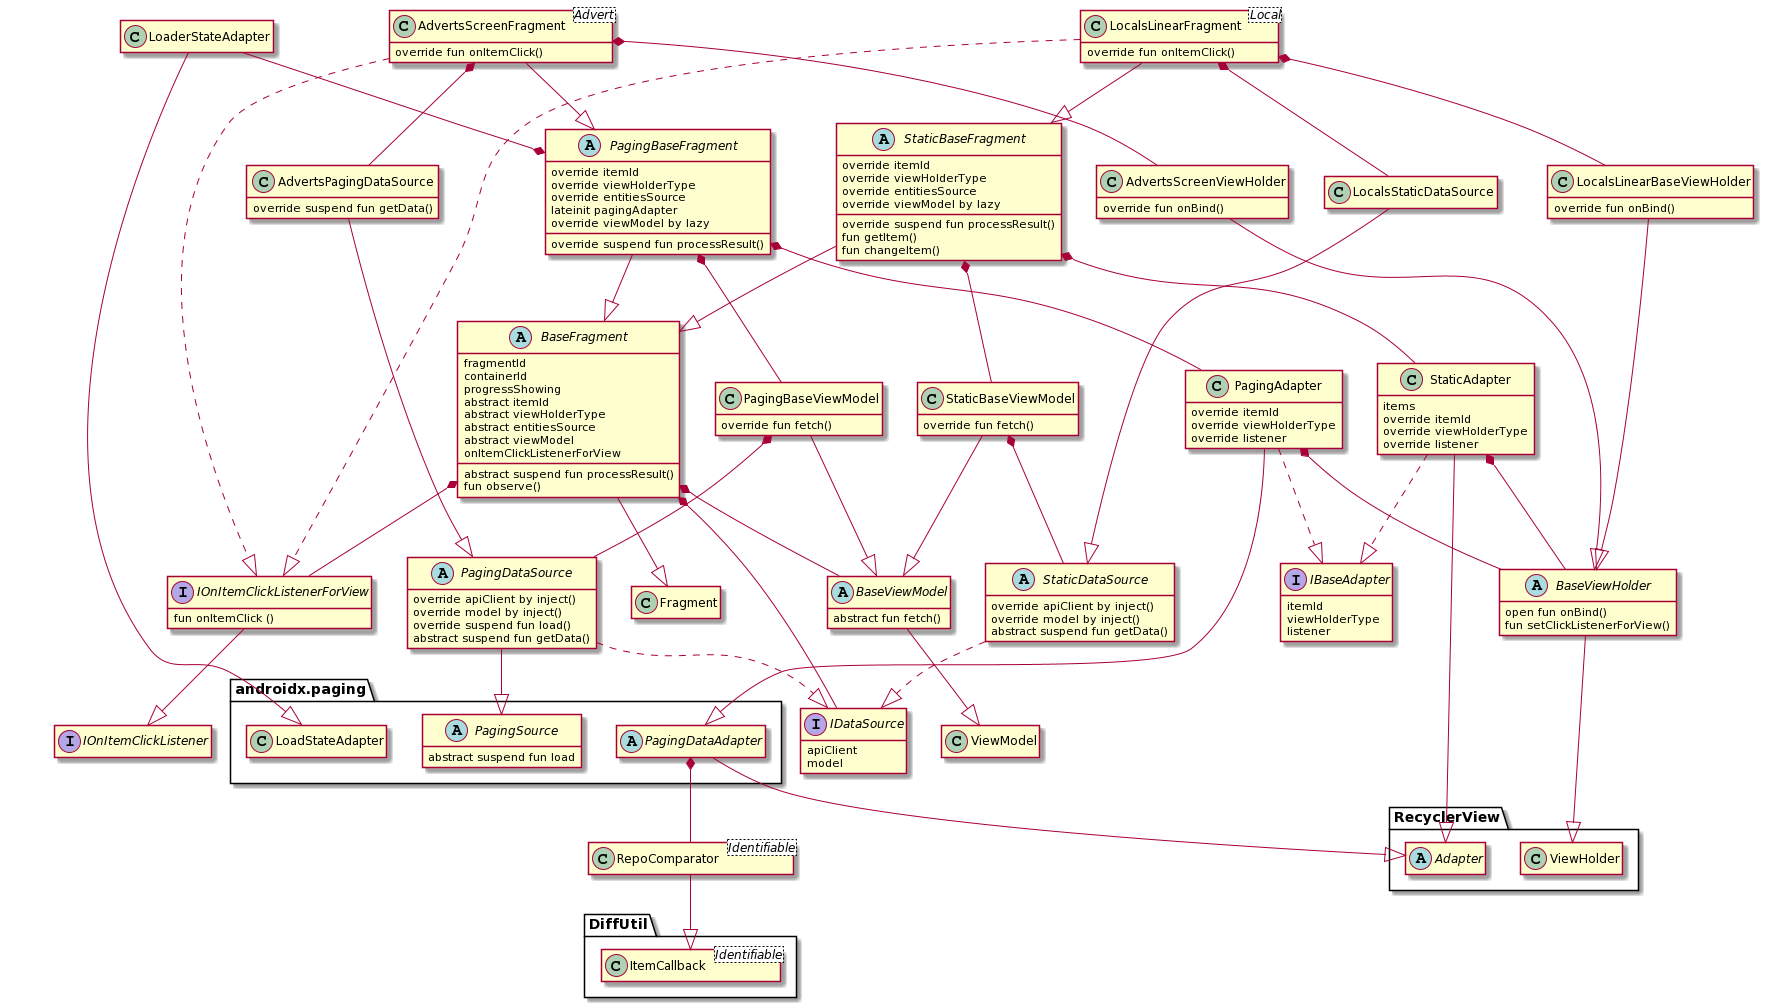 C LoaderStateAdapter
C AdvertsScreenFragment
Advert
override fun onItemClick()
C LocalsLinearFragment
Local
override fun onItemClick()
C AdvertsPagingDataSource
override suspend fun getData()
A PagingBaseFragment
override itemId
override viewHolderType
override entitiesSource
lateinit pagingAdapter
override viewModel by lazy
override suspend fun processResult()
A StaticBaseFragment
override itemId
override viewHolderType
override entitiesSource
override viewModel by lazy
override suspend fun processResult()
fun getItem()
fun changeItem()
C AdvertsScreenViewHolder
override fun onBind()
C LocalsStaticDataSource
C LocalsLinearBaseViewHolder
override fun onBind()
A BaseFragment
fragmentId
containerId
progressShowing
abstract itemId
abstract viewHolderType
abstract entitiesSource
abstract viewModel
onItemClickListenerForView
abstract suspend fun processResult()
fun observe()
C PagingBaseViewModel
override fun fetch()
C StaticBaseViewModel
override fun fetch()
C PagingAdapter
override itemId
override viewHolderType
override listener
C StaticAdapter
items
override itemId
override viewHolderType
override listener
I IOnItemClickListenerForView
fun onItemClick ()
A PagingDataSource
override apiClient by inject()
override model by inject()
override suspend fun load()
abstract suspend fun getData()
C Fragment
A BaseViewModel
abstract fun fetch()
A StaticDataSource
override apiClient by inject()
override model by inject()
abstract suspend fun getData()
I IBaseAdapter
itemId
viewHolderType
listener
A BaseViewHolder
open fun onBind()
fun setClickListenerForView()
I IOnItemClickListener
androidx.paging
C LoadStateAdapter
A PagingSource
abstract suspend fun load
A PagingDataAdapter
I IDataSource
apiClient
model
C ViewModel
RecyclerView
A Adapter
C ViewHolder
C RepoComparator
Identifiable
DiffUtil
C ItemCallback
Identifiable